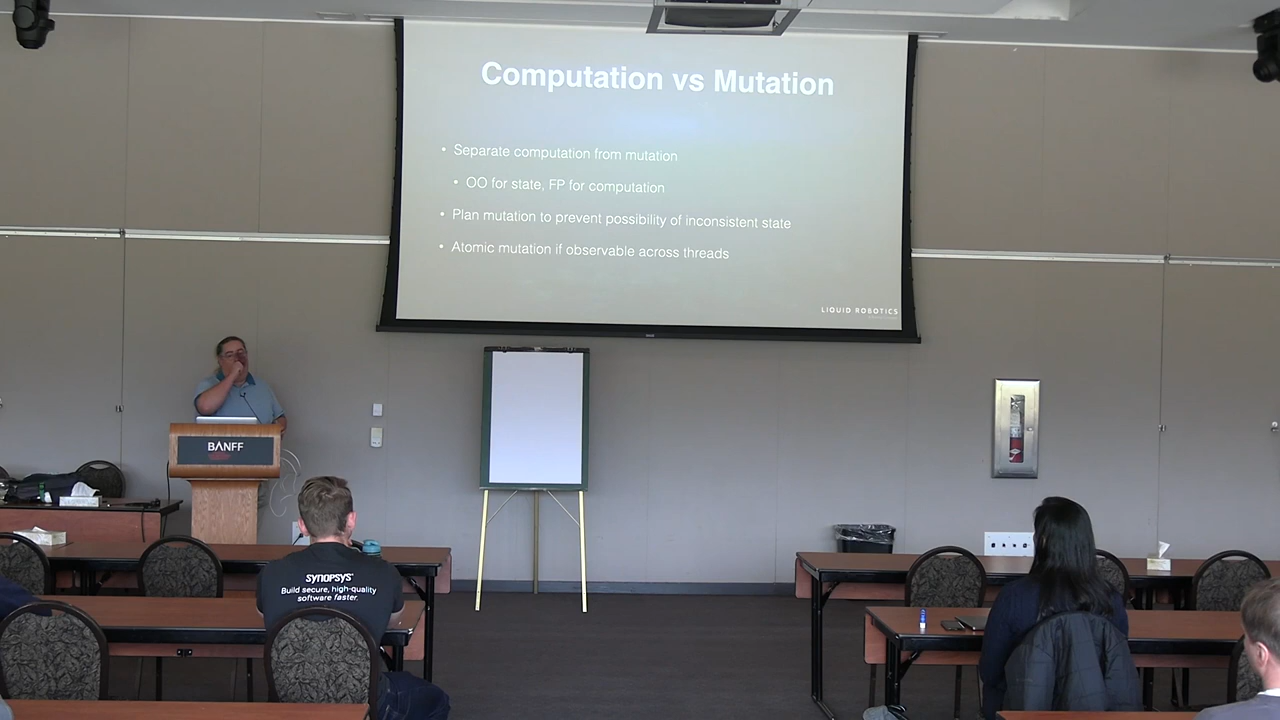 Computation vs Mutation
• Separate computation from mutation
• OO for state, FP for computation
• Plan mutation to prevent possibility of inconsistent state
• Atomic mutation if observable across threads
LIQUID ROBOTICS
BANFF
SYNOPSYS®
Build secure, high-quality
software faster.